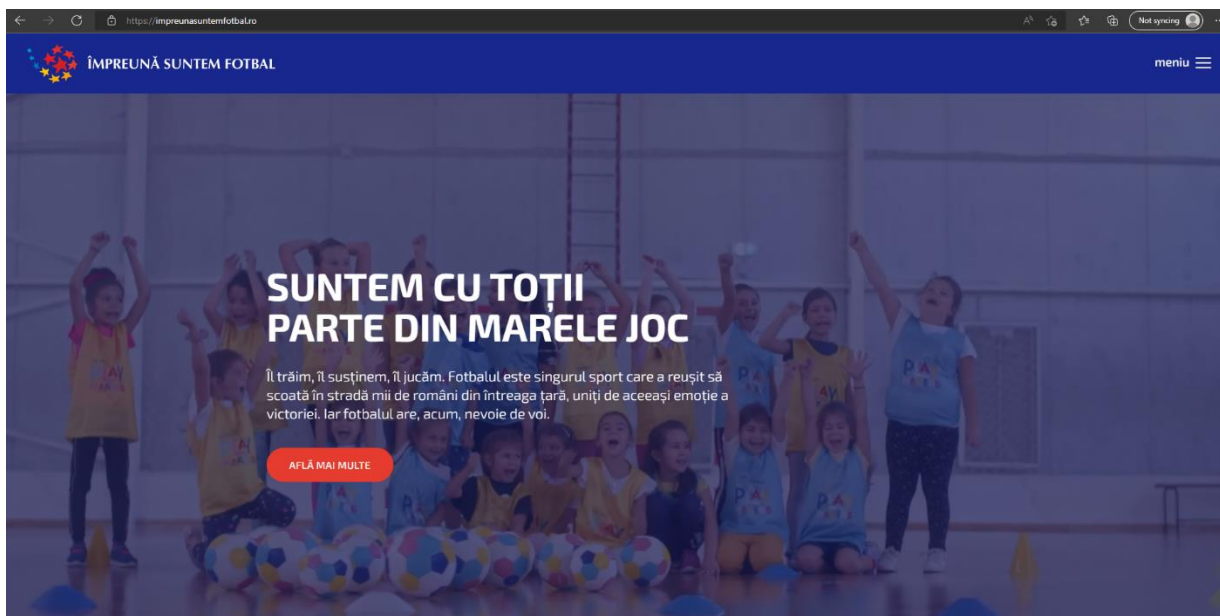 https://impreunasuntemfotbal.ro
Not syncing
ÎMPREUNĂ SUNTEM FOTBAL
meniu
SUNTEM CU TOȚII
PARTE DIN MARELE JOC
Îl trăim, îl susținem, îl jucăm. Fotbalul este singurul sport care a reușit să
scoată în stradă mii de români din întreaga țară, uniți de aceeași emoție a
victoriei. Iar fotbalul are, acum, nevoie de voi.
AFLĂ MAI MULTE